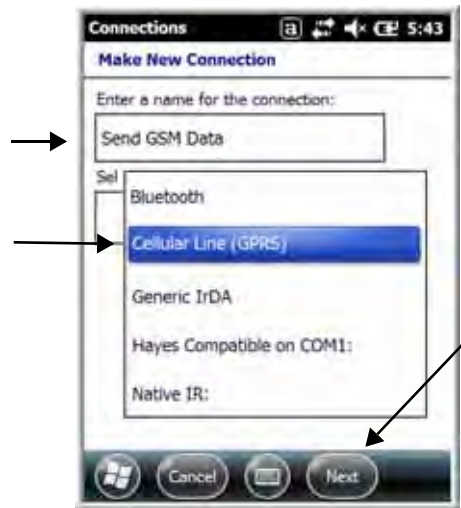 Connections a 5:43
Make New Connection
Enter a name for the connection:
Send GSM Data
Sel
Bluetooth
Cellular Line (GPRS)
Generic IrDA
Hayes Compatible on COM1:
Native IR:
Cancel Next